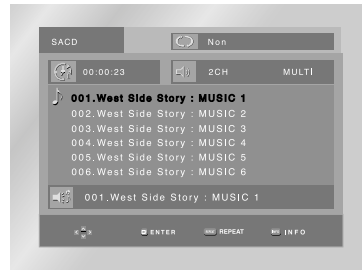 SACD Non
00:00:23 2CH MULTI
001.West Side Story : MUSIC 1
002.West Side Story : MUSIC 2
003.West Side Story : MUSIC 3
004.West Side Story : MUSIC 4
005.West Side Story : MUSIC 5
006.West Side Story : MUSIC 6
001.West Side Story : MUSIC 1
ENTER REPEAT INFO